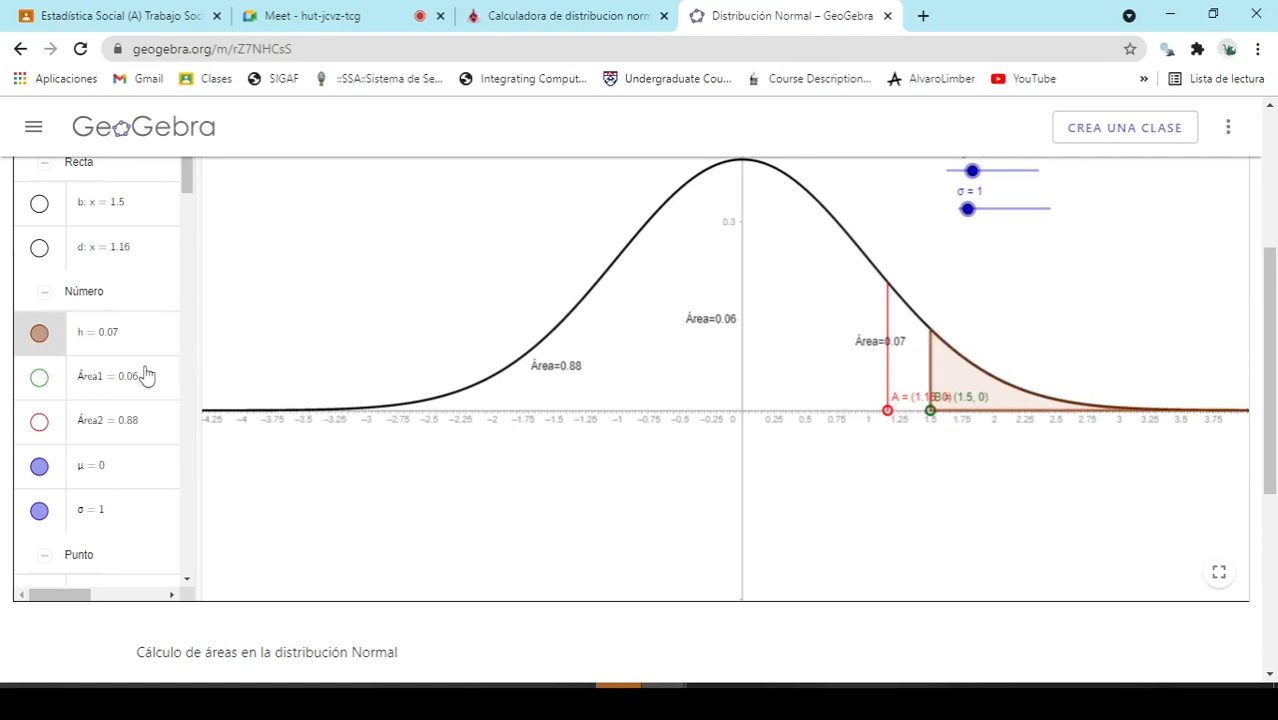 Estadística Social (A) Trabajo Soc
Meet - hut-jcvz-tcg
Calculadora de distribucion norm
Distribución Normal – GeoGebra
geogebra.org/m/rZ7NHCsS
Aplicaciones
Gmail
Clases
SIGAF
::SSA::Sistema de Se...
Integrating Comput...
Undergraduate Cou...
Course Description...
AlvaroLimber
YouTube
»
Lista de lectura
GeoGebra
CREA UNA CLASE
Recta
b: x = 1.5
d: x = 1.16
Número
h = 0.07
Área1 = 0.06
Área2 = 0.88
μ = 0
σ = 1
Punto
σ = 1
0.3
Área=0.06
Área=0.07
Área=0.88
B = (1.5, 0)
-4.25 -4 -3.75 -3.5 -3.25 -3 -2.75 -2.5 -2.25 -2 -1.75 -1.5 -1.25 -1 -0.75 -0.5 -0.25 0 0.25 0.5 0.75 1 1.25 1.5 1.75 2 2.25 2.5 2.75 3 3.25 3.5 3.75
Cálculo de áreas en la distribución Normal